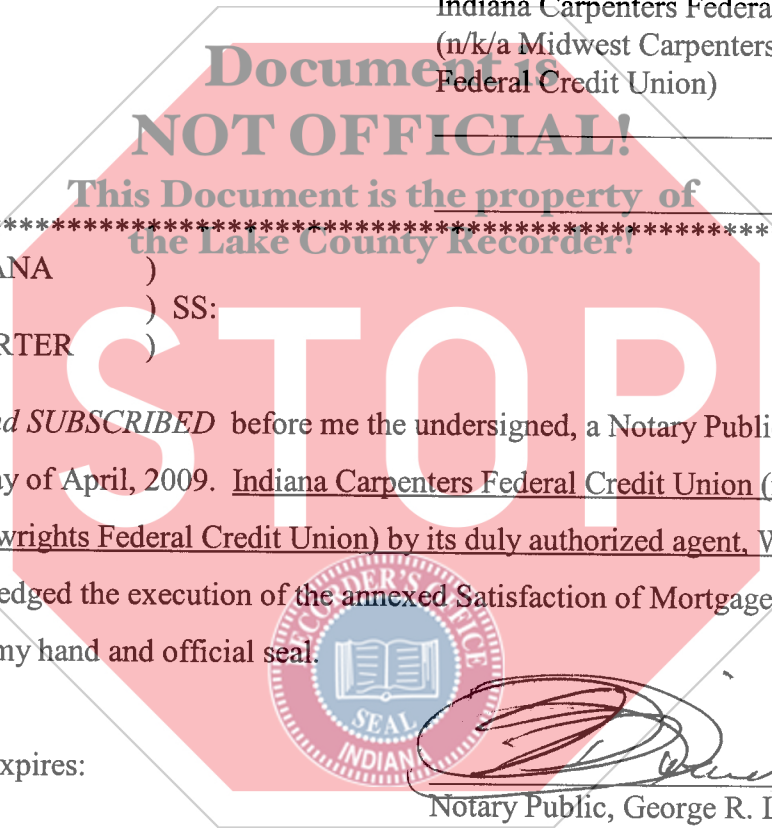 Indiana Carpenters Federa
(n/k/a Midwest Carpenters
Federal Credit Union)
Document is
NOT OFFICIAL!
This Document is the property of
the Lake County Recorder!
********************************************************
ANA )
) SS:
RTER )
STOP
nd SUBSCRIBED before me the undersigned, a Notary Publi
ay of April, 2009. Indiana Carpenters Federal Credit Union (
wrights Federal Credit Union) by its duly authorized agent, W
edged the execution of the annexed Satisfaction of Mortgage
my hand and official seal.
RECORDER'S OFFICE
SEAL
INDIANA
xpires:
Notary Public, George R.